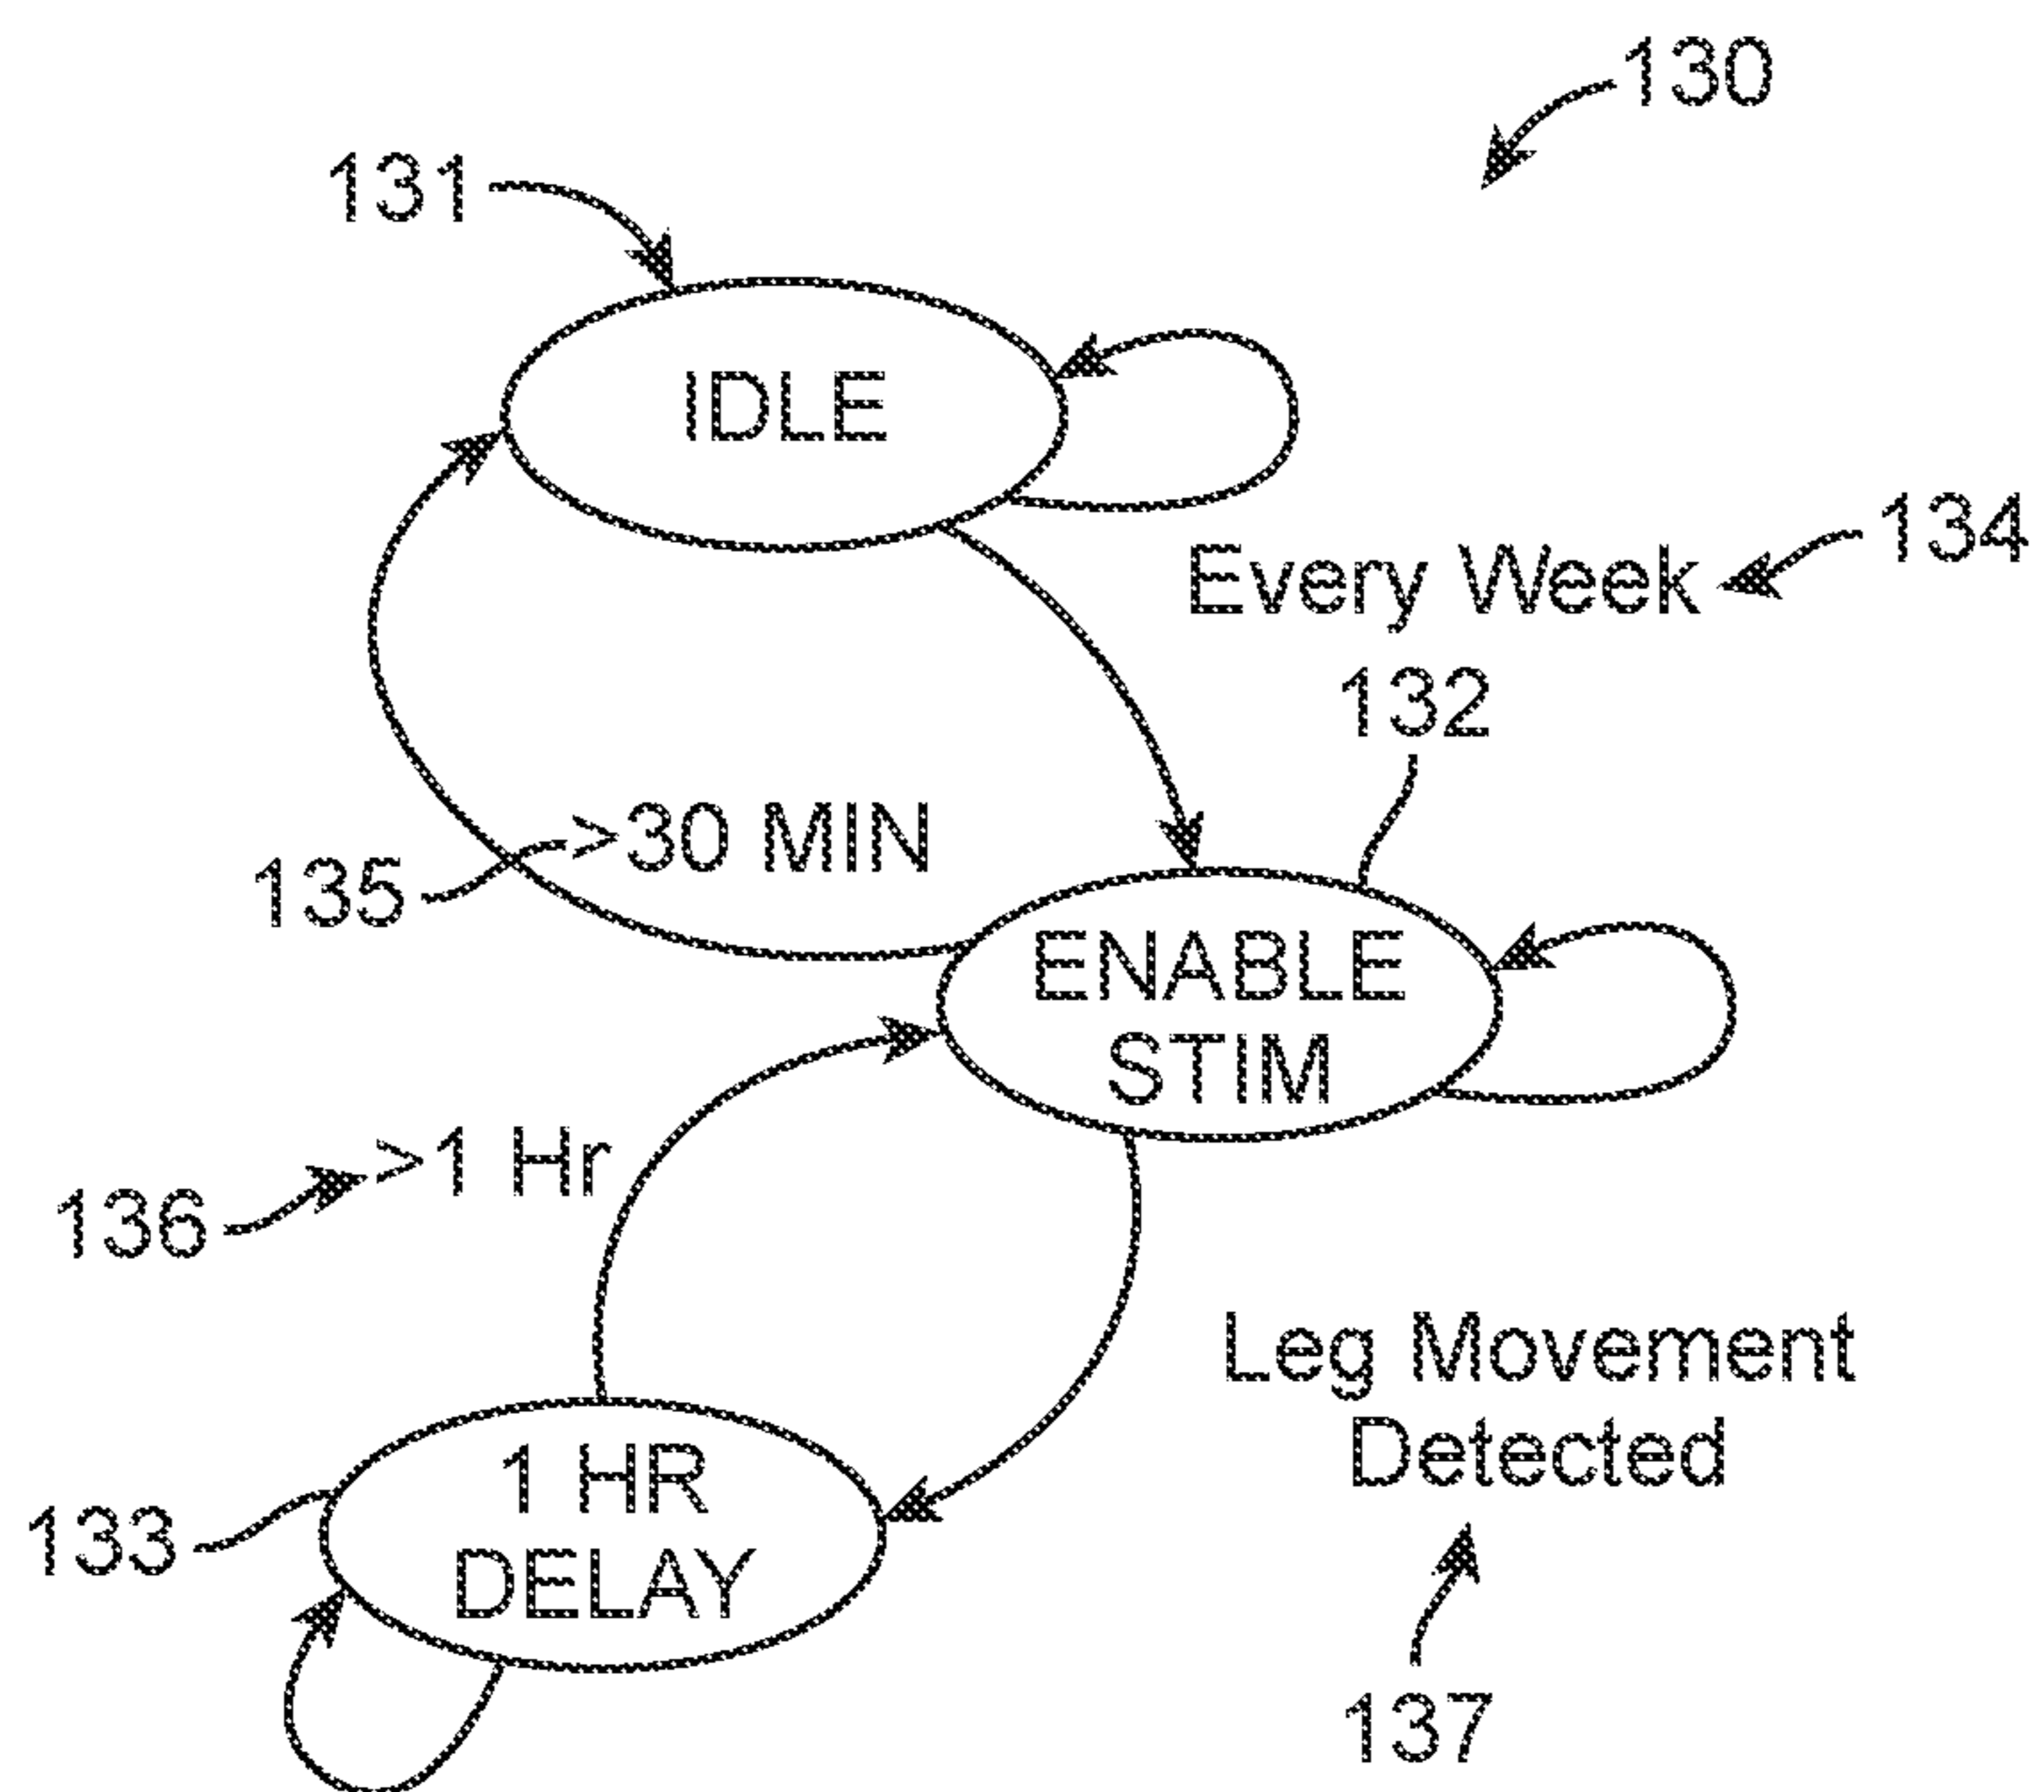 130
131
IDLE
134
Every Week
132
>30 MIN
135
ENABLE
STIM
>1 Hr
136
Leg Movement
Detected
1 HR
DELAY
133
137